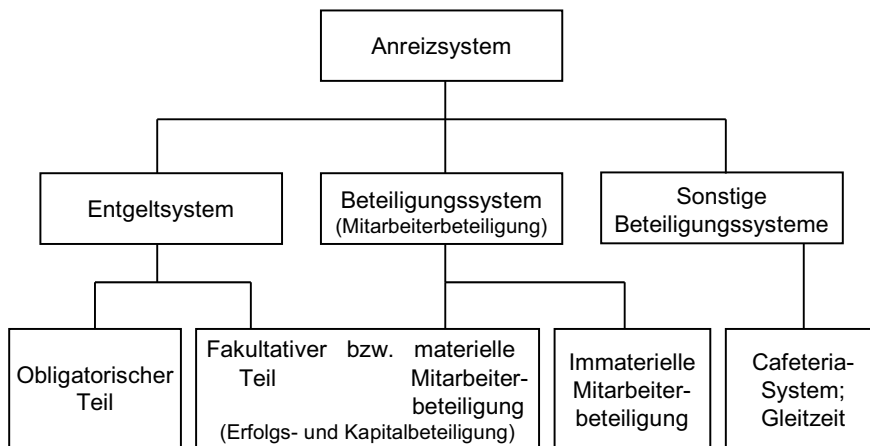 Anreizsystem
Entgeltsystem
Beteiligungssystem
(Mitarbeiterbeteiligung)
Sonstige
Beteiligungssysteme
Obligatorischer
Teil
Fakultativer bzw. materielle
Teil Mitarbeiter-
beteiligung
(Erfolgs- und Kapitalbeteiligung)
Immaterielle
Mitarbeiter-
beteiligung
Cafeteria-
System;
Gleitzeit